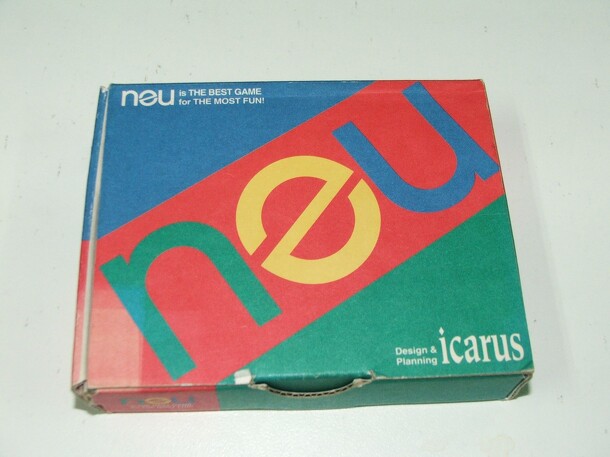 neu is THE BEST GAME
for THE MOST FUN!
neu
Design &
Planning icarus